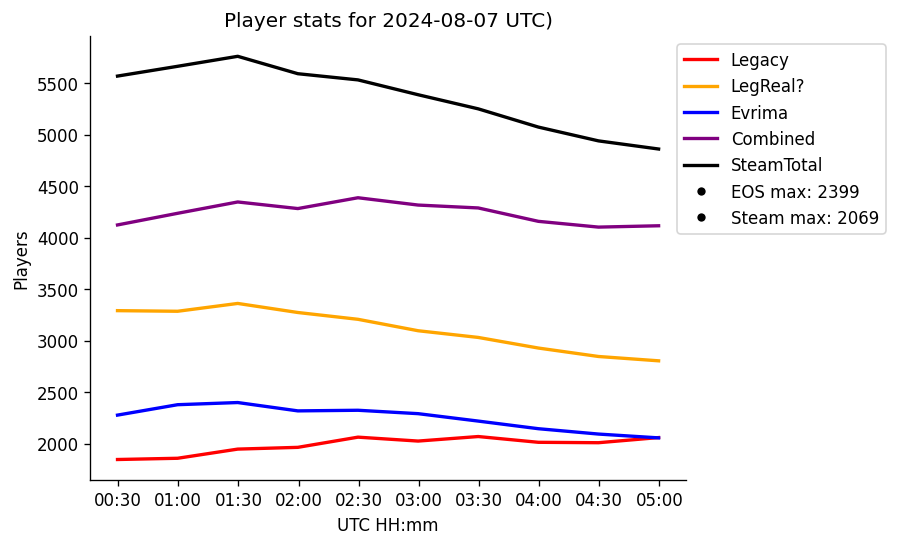 Player stats for 2024-08-07 UTC)
Legacy
LegReal?
Evrima
Combined
SteamTotal
EOS max: 2399
Steam max: 2069
Players
5500
5000
4500
4000
3500
3000
2500
2000
00:30 01:00 01:30 02:00 02:30 03:00 03:30 04:00 04:30 05:00
UTC HH:mm